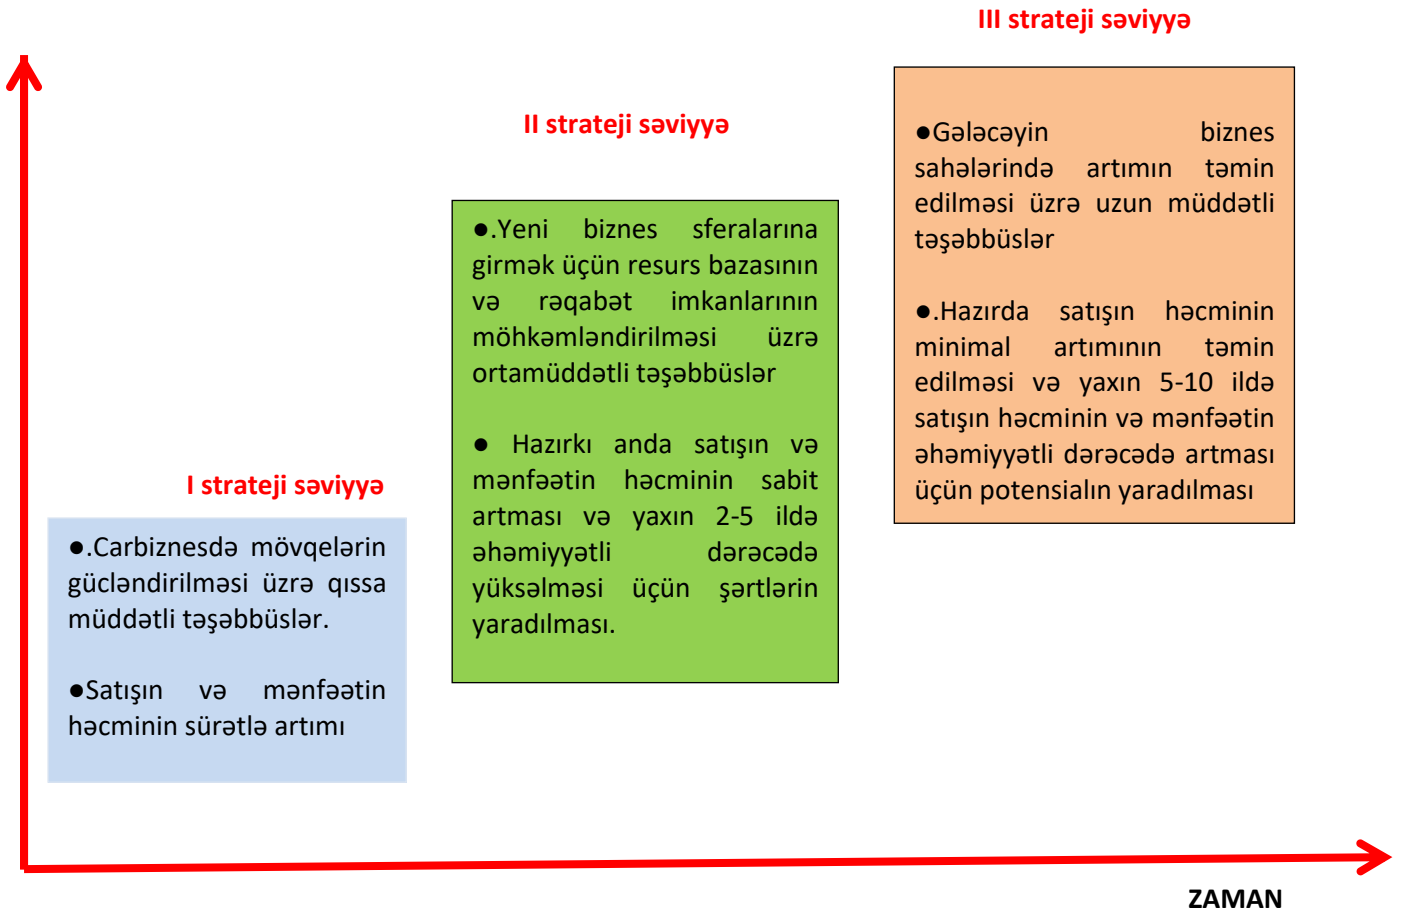 III strateji səviyyə
●Gələcəyin biznes
sahələrində artımın təmin
edilməsi üzrə uzun müddətli
təşəbbüslər
●.Hazırda satışın həcminin
minimal artımının təmin
edilməsi və yaxın 5-10 ildə
satışın həcminin və mənfəətin
əhəmiyyətli dərəcədə artması
üçün potensialın yaradılması
II strateji səviyyə
●.Yeni biznes sferalarına
girmək üçün resurs bazasının
və rəqabət imkanlarının
möhkəmləndirilməsi üzrə
ortamüddətli təşəbbüslər
● Hazırkı anda satışın və
mənfəətin həcminin sabit
artması və yaxın 2-5 ildə
əhəmiyyətli dərəcədə
yüksəlməsi üçün şərtlərin
yaradılması.
I strateji səviyyə
●.Carbiznesdə mövqelərin
gücləndirilməsi üzrə qıssa
müddətli təşəbbüslər.
●Satışın və mənfəətin
həcminin sürətlə artımı
ZAMAN